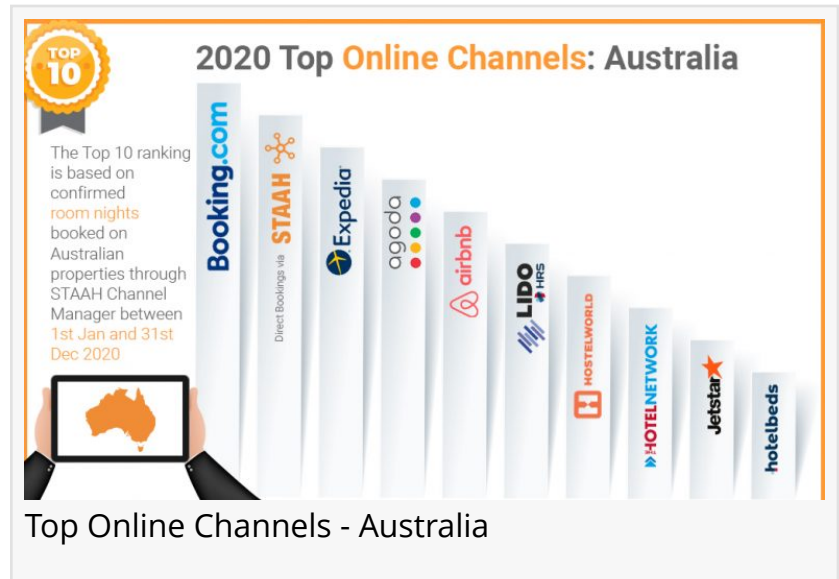 TOP
10
2020 Top Online Channels: Australia
The Top 10 ranking
is based on
confirmed
room nights
booked on
Australian
properties through
STAAH Channel
Manager between
1st Jan and 31st
Dec 2020
Booking.com
Direct Bookings via STAAH
Expedia
agoda
airbnb
LIDO
HRS
HOSTELWORLD
HOTELNETWORK
Jetstar
hotelbeds
Top Online Channels - Australia